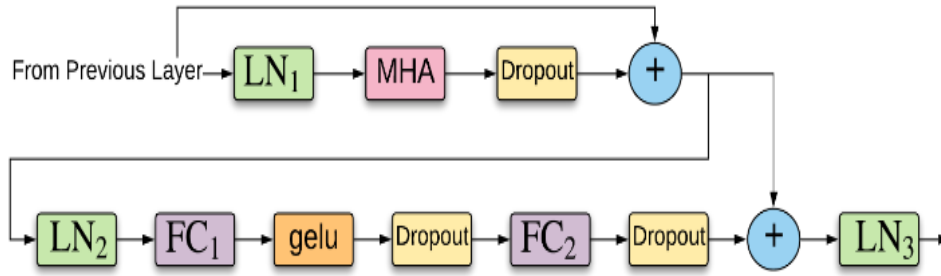 From Previous Layer LN₁ MHA Dropout +
LN₂ FC₁ gelu Dropout FC₂ Dropout + LN₃